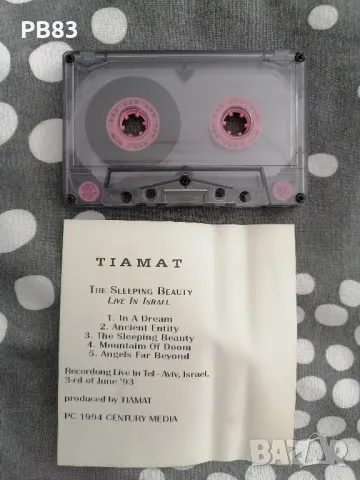 PB83
TIAMAT
THE SLEEPING BEAUTY
LIVE IN ISRAEL
1. In A Dream
2. Ancient Entity
3. The Sleeping Beauty
4. Mountaim Of Doom
5. Angels Far Beyond
Recordong Live In Tel-Aviv, Israel,
3-rd of June '93
produced by TIAMAT
PC 1994 CENTURY MEDIA
BAZAR